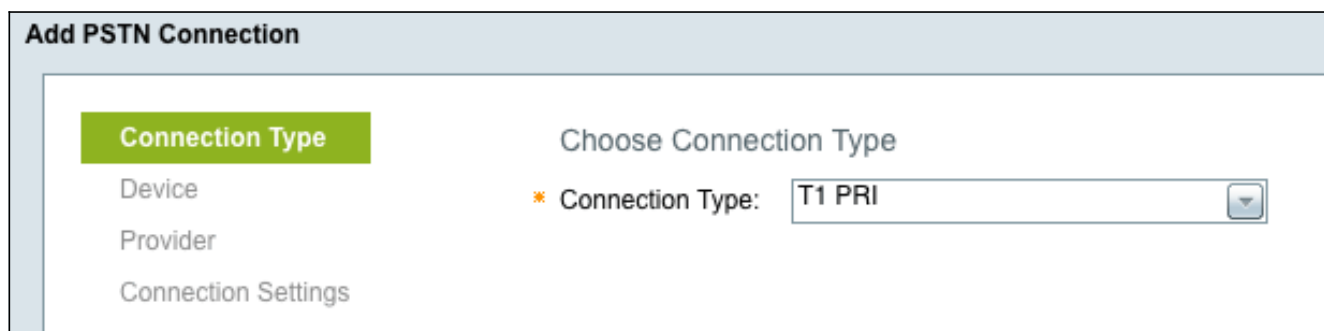 Add PSTN Connection
Connection Type
Device
Provider
Connection Settings
Choose Connection Type
* Connection Type: T1 PRI